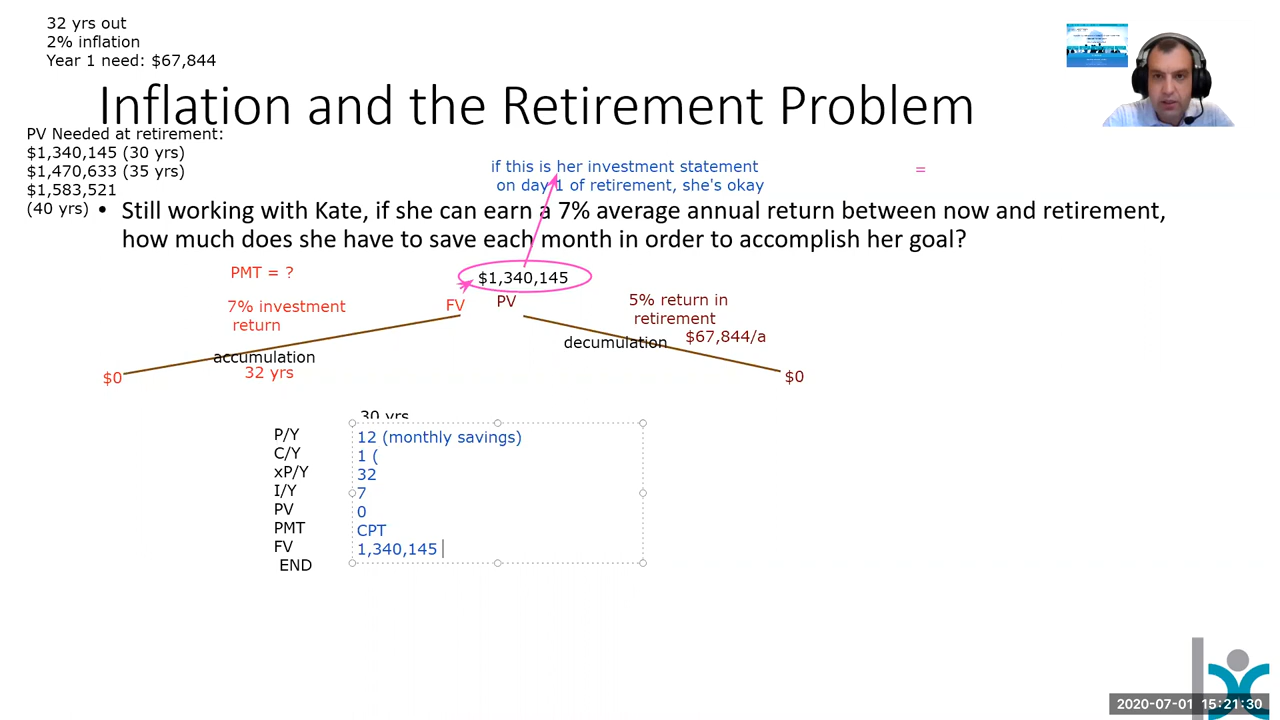 32 yrs out
2% inflation
Year 1 need: $67,844
Inflation and the Retirement Problem
PV Needed at retirement:
$1,340,145 (30 yrs)
$1,470,633 (35 yrs)
$1,583,521
(40 yrs)
if this is her investment statement
on day 1 of retirement, she's okay
=
• Still working with Kate, if she can earn a 7% average annual return between now and retirement,
how much does she have to save each month in order to accomplish her goal?
PMT = ?
$1,340,145
7% investment
return
FV
PV
5% return in
retirement
$67,844/a
accumulation
32 yrs
decumulation
$0
$0
30 yrs
P/Y 12 (monthly savings)
C/Y 1 (
xP/Y 32
I/Y 7
PV 0
PMT CPT
FV 1,340,145
END
2020-07-01 15:21:30